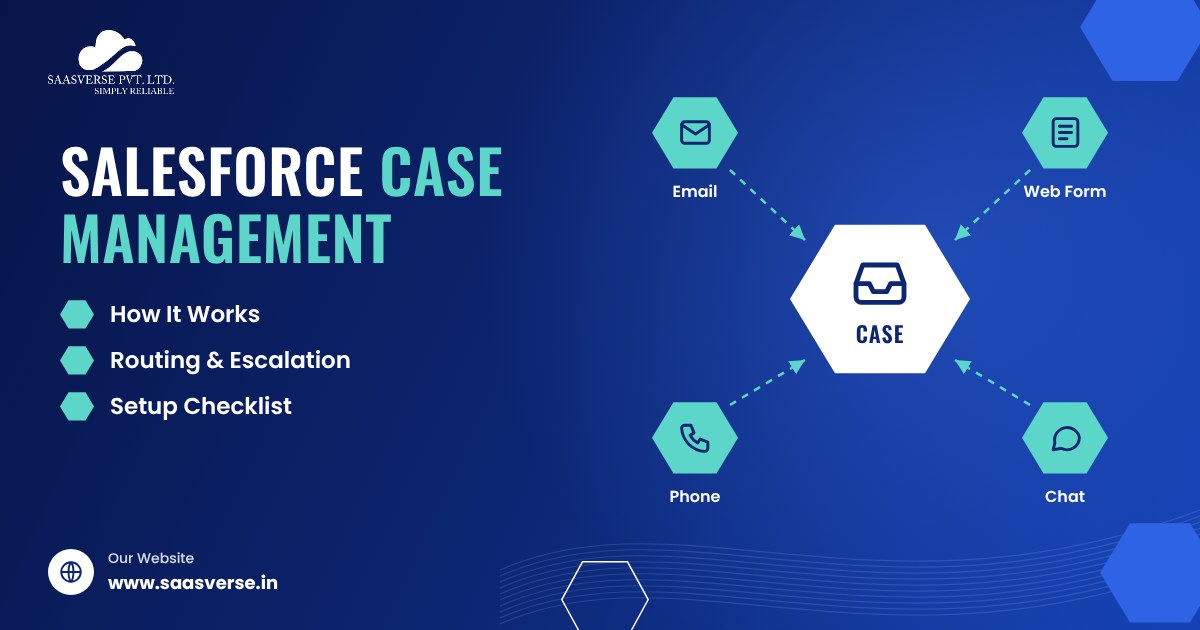 SAASVERSE PVT. LTD.
SIMPLY RELIABLE
SALESFORCE CASE
MANAGEMENT
How It Works
Routing & Escalation
Setup Checklist
Email
Web Form
CASE
Phone
Chat
Our Website
www.saasverse.in